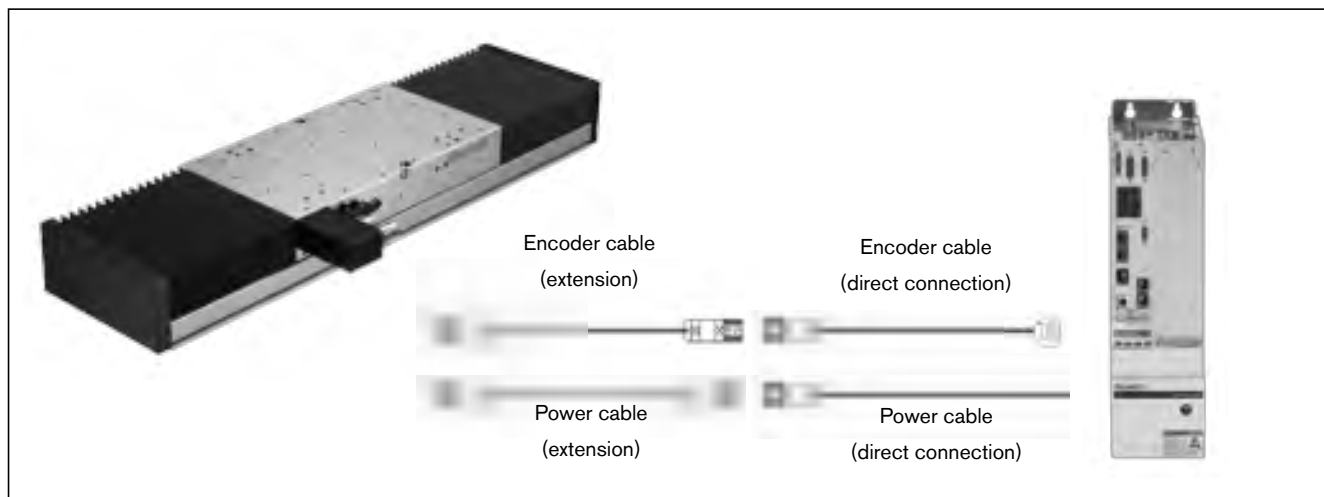 Encoder cable
(extension)
Encoder cable
(direct connection)
Power cable
(extension)
Power cable
(direct connection)